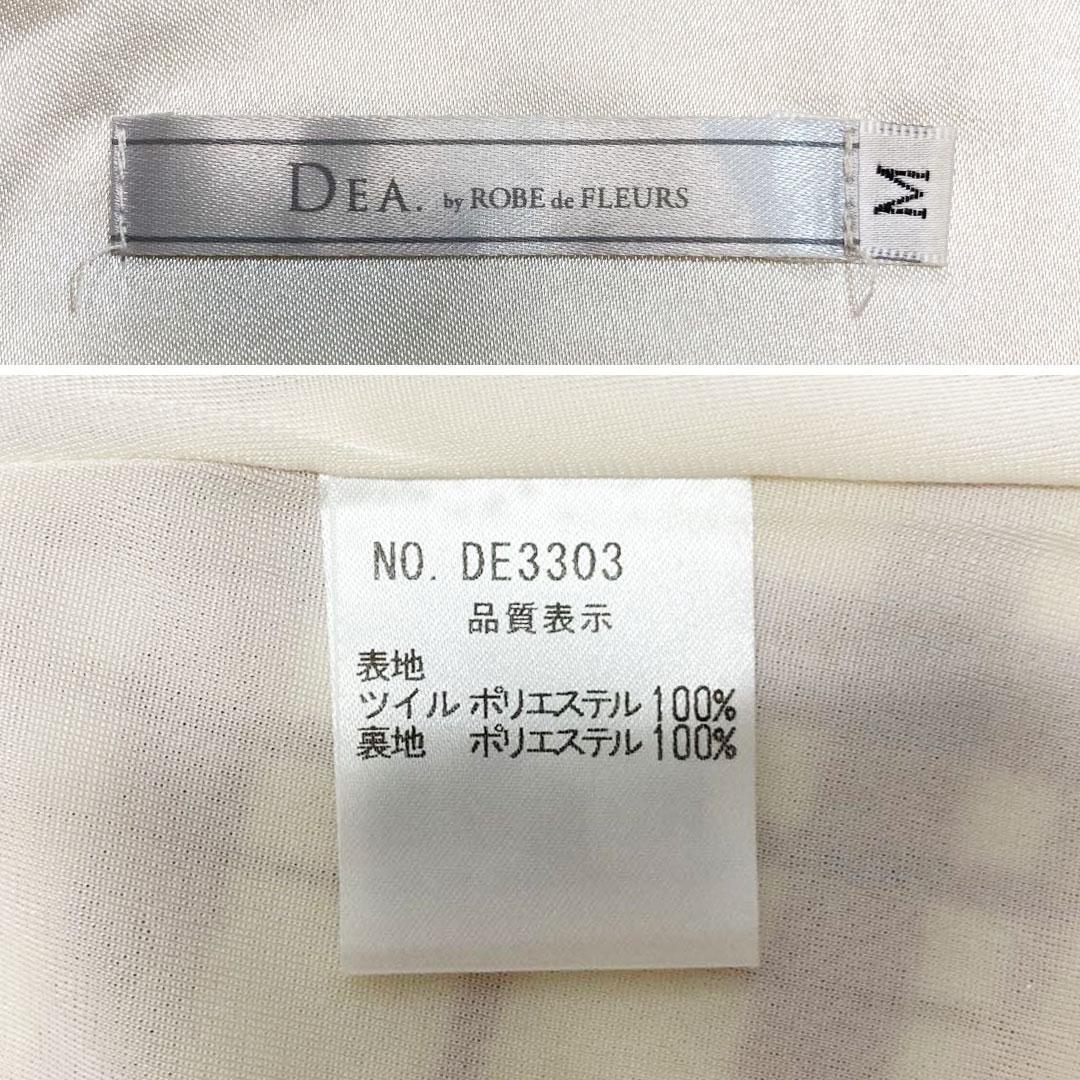 DEA. by ROBE de FLEURS
M
NO. DE3303
品質表示
表地
ツイル ポリエステル 100%
裏地 ポリエステル 100%